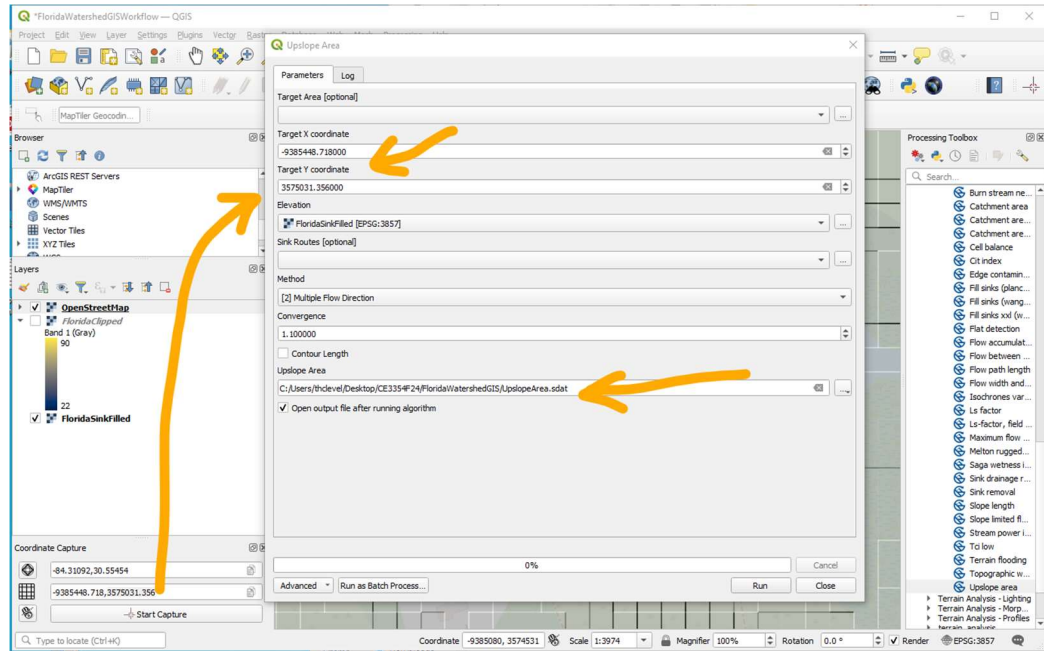 *FloridaWatershedGISWorkflow — QGIS
Project Edit View Layer Settings Plugins Vector
MapTiler Geocodin...
Browser
ArcGIS REST Servers
MapTiler
WMS/WMTS
Scenes
Vector Tiles
XYZ Tiles
Layers
OpenStreetMap
FloridaClipped
Band 1 (Gray)
90
22
FloridaSinkFilled
Coordinate Capture
-84.31092,30.55454
-9385448.718,3575031.356
Start Capture
Upslope Area
Parameters
Log
Target Area [optional]
...
Target X coordinate
-9385448.718000
Target Y coordinate
3575031.356000
Elevation
FloridaSinkFilled [EPSG:3857]
...
Sink Routes [optional]
...
Method
[2] Multiple Flow Direction
Convergence
1.100000
Contour Length
Upslope Area
C:/Users/thclevel/Desktop/CE3354F24/FloridaWatershedGIS/UpslopeArea.sdat
...
Open output file after running algorithm
0%
Cancel
Advanced
Run as Batch Process...
Run
Close
Processing Toolbox
Search...
Burn stream ne...
Catchment area
Catchment are...
Catchment are...
Cell balance
Cit index
Edge contamin...
Fill sinks (planc...
Fill sinks (wang...
Fill sinks xxl (w...
Flat detection
Flow accumulat...
Flow between ...
Flow path length
Flow width and...
Isochrones var...
Ls factor
Ls-factor, field ...
Maximum flow ...
Melton rugged...
Saga wetness i...
Sink drainage r...
Sink removal
Slope length
Slope limited fl...
Stream power i...
Tci low
Terrain flooding
Topographic w...
Upslope area
Terrain Analysis - Lighting
Terrain Analysis - Morp...
Terrain Analysis - Profiles
Type to locate (Ctrl+K)
Coordinate -9385080, 3574531 Scale 1:3974 Magnifier 100% Rotation 0.0 ° Render EPSG:3857